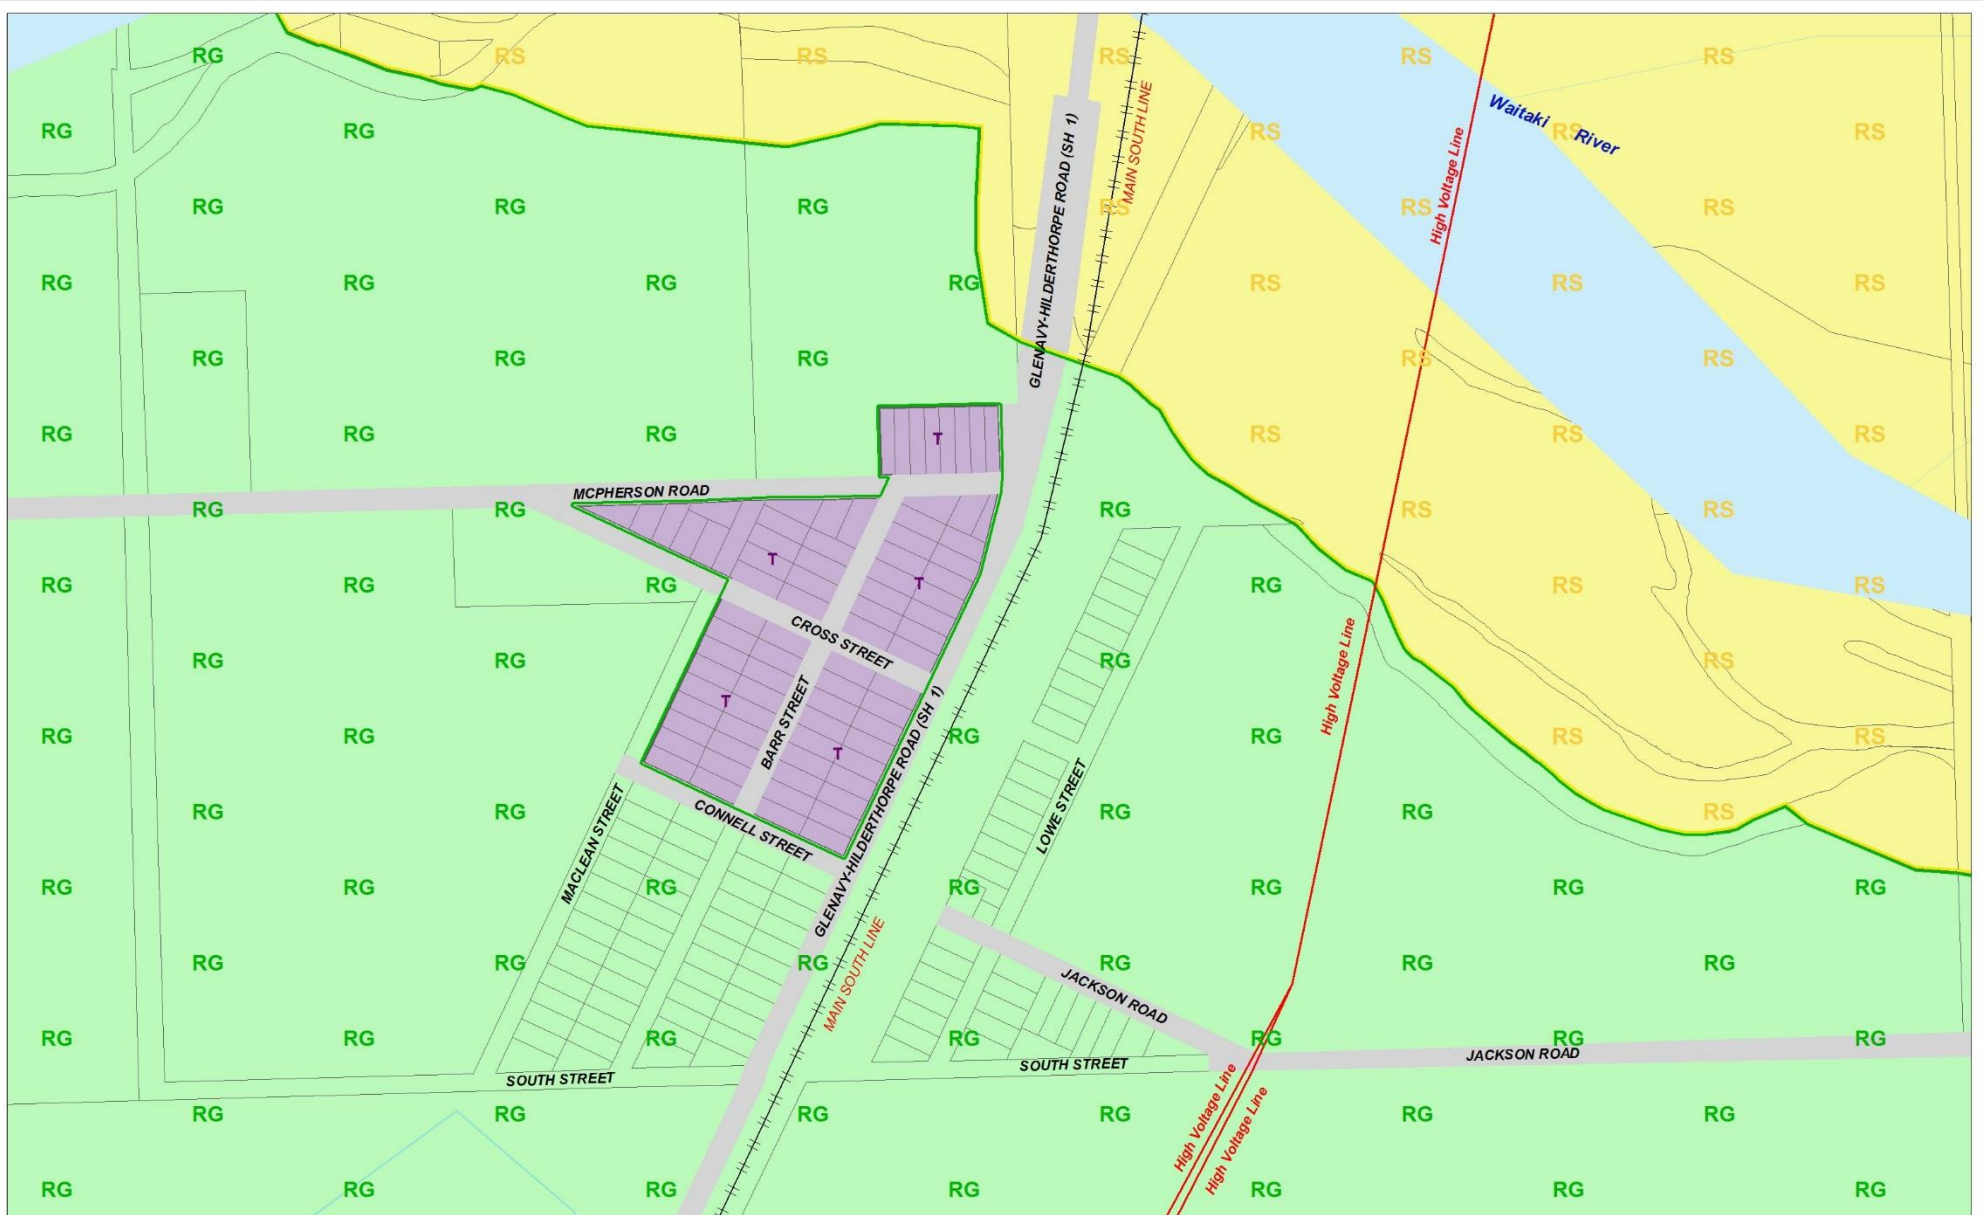 RG RS RS RS RS RS
Waitaki River
RG RG RS RS RS
MAIN SOUTH LINE
High Voltage Line
RG RG RG RS RS RS
GLENAVY-HILDERTHORPE ROAD (SH 1)
RG RG RG RG RS RS RS
RG RG RG RS RS
RG RG RG T RS RS RS
MCPHERSON ROAD
RG RG RG RS RS
T T
RG RG RG RG RS RS
CROSS STREET
High Voltage Line
RG RG RG RS
T
BARR STREET
GLENAVY-HILDERTHORPE ROAD (SH 1)
RG RG T RG RG RS RS
LOWE STREET
MACLEAN STREET
CONNELL STREET
RG RG RG RG RS
RG RG RG RG RG RG RG
MAIN SOUTH LINE
RG RG RG RG RG RG
JACKSON ROAD
RG RG RG RG RG RG RG
JACKSON ROAD
SOUTH STREET
SOUTH STREET
High Voltage Line
High Voltage Line
RG RG RG RG RG RG
RG RG RG RG RG RG RG